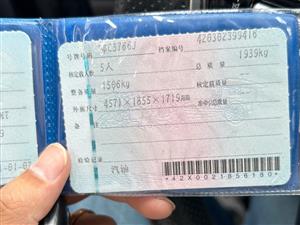 号牌号码 4C3766J 档案编号 420302399416
核定载人数 5人 总质量 1939kg
整备质量 1506kg 核定载质量
外廓尺寸 4571×1855×1719mm 准牵引总质量
备注
检验记录
汽油
*42X0021856180*